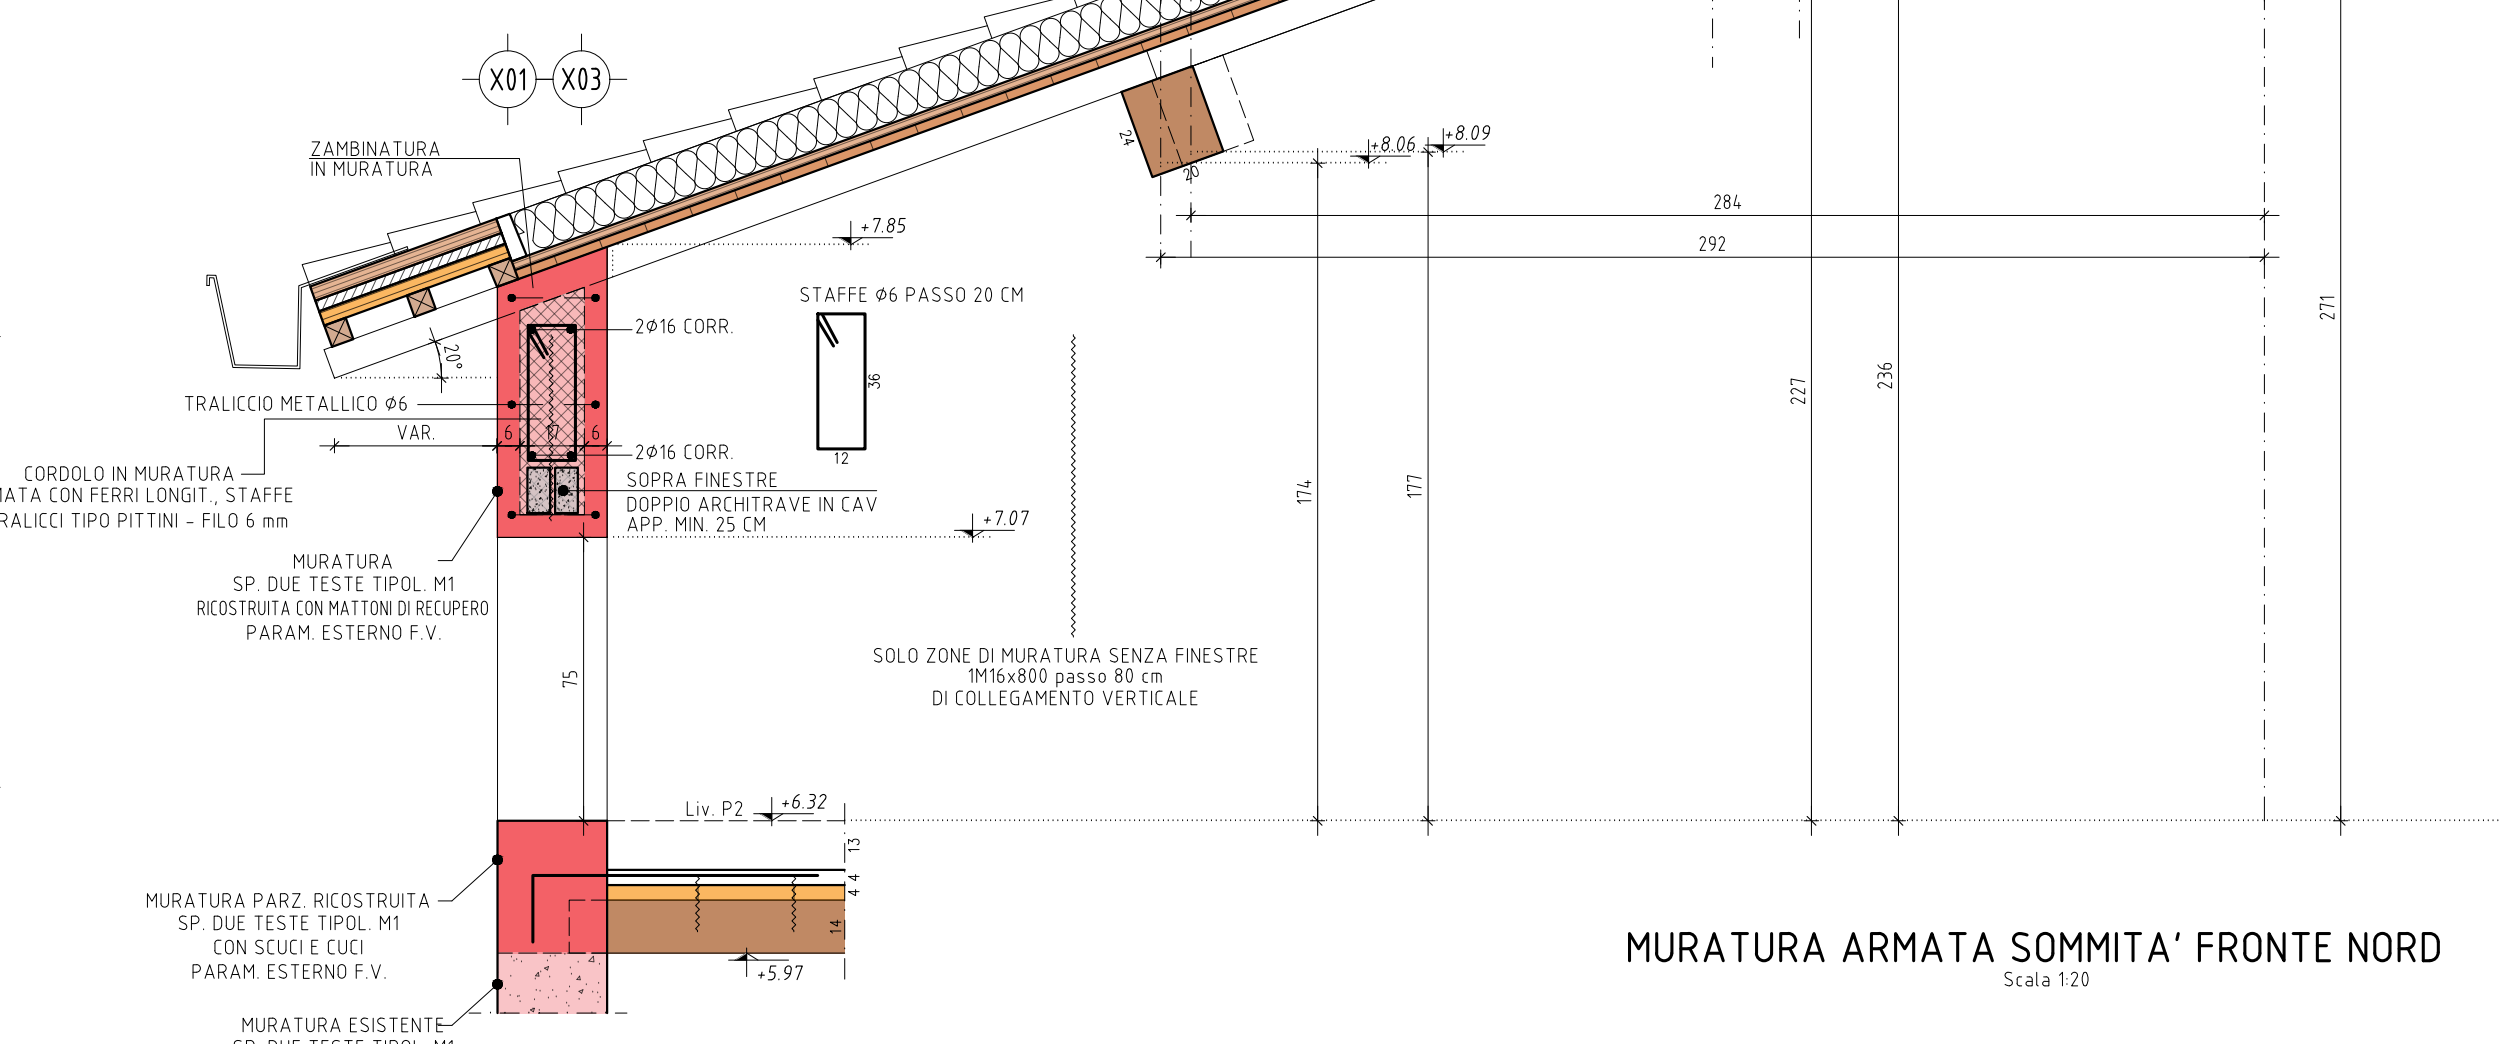 X01
X03
ZAMBINATURA
IN MURATURA
24
20
+8.06
+8.09
284
292
+7.85
STAFFE Ø6 PASSO 20 CM
2Ø16 CORR.
36
12
20°
TRALICCIO METALLICO Ø6
VAR.
6
17
6
2Ø16 CORR.
CORDOLO IN MURATURA
CON FERRI LONGIT., STAFFE
TIPO PITTINI - FILO 6 mm
SOPRA FINESTRE
DOPPIO ARCHITRAVE IN CAV
APP. MIN. 25 CM
+7.07
271
227
236
174
177
MURATURA
SP. DUE TESTE TIPOL. M1
RICOSTRUITA CON MATTONI DI RECUPERO
PARAM. ESTERNO F.V.
75
SOLO ZONE DI MURATURA SENZA FINESTRE
1M16x800 passo 80 cm
DI COLLEGAMENTO VERTICALE
Liv. P2
+6.32
13
4
4
14
+5.97
MURATURA PARZ. RICOSTRUITA
SP. DUE TESTE TIPOL. M1
CON SCUCI E CUCI
PARAM. ESTERNO F.V.
MURATURA ESISTENTE
SP. DUE TESTE TIPOL. M1
MURATURA ARMATA SOMMITA' FRONTE NORD
Scala 1:20